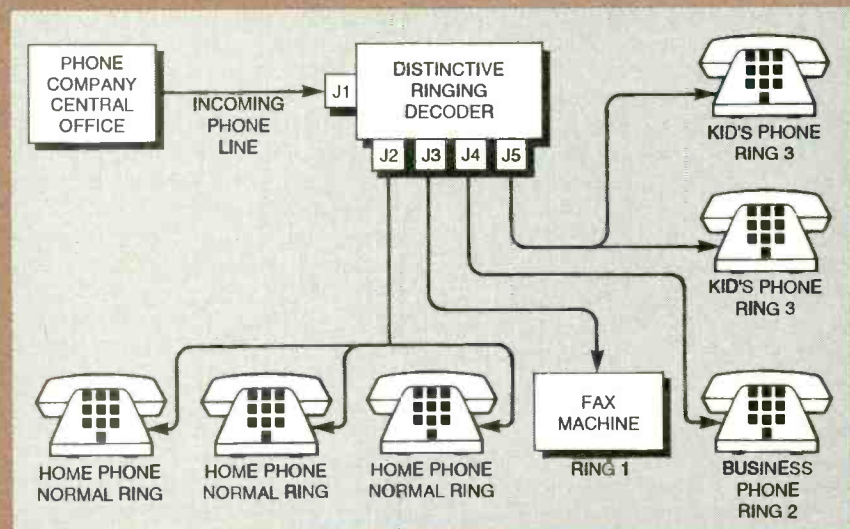 PHONE
COMPANY
CENTRAL
OFFICE
INCOMING
PHONE
LINE
J1
DISTINCTIVE
RINGING
DECODER
J2 J3 J4 J5
KID'S PHONE
RING 3
KID'S PHONE
RING 3
HOME PHONE
NORMAL RING
HOME PHONE
NORMAL RING
HOME PHONE
NORMAL RING
FAX
MACHINE
RING 1
BUSINESS
PHONE
RING 2